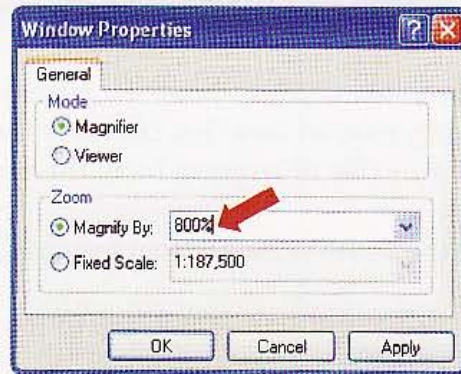 Window Properties
General
Mode
Magnifier
Viewer
Zoom
Magnify By: 800%
Fixed Scale: 1:187,500
OK Cancel Apply